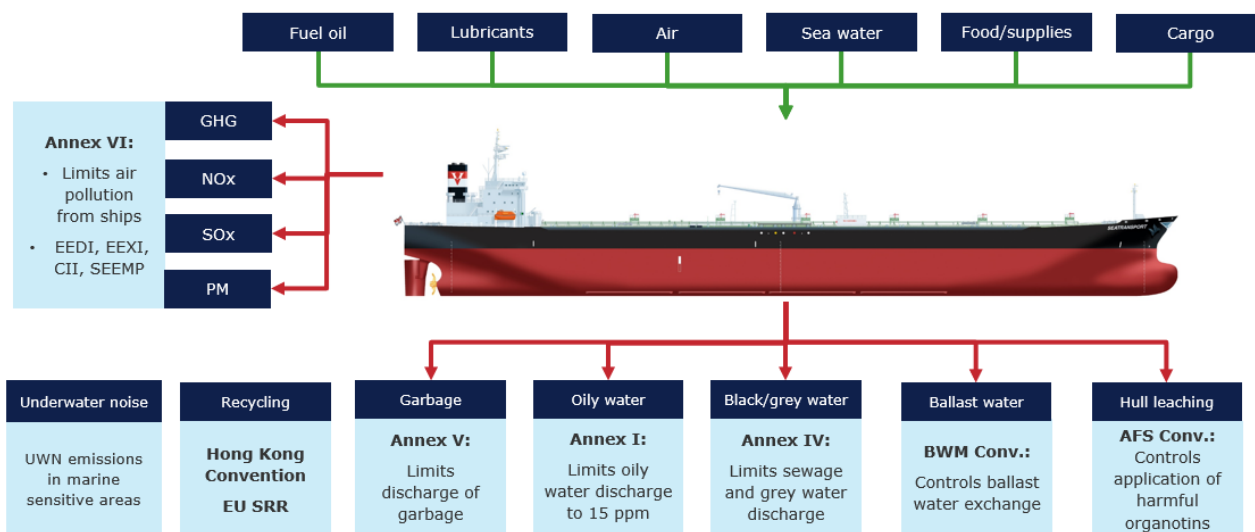 Fuel oil
Lubricants
Air
Sea water
Food/supplies
Cargo
Annex VI:
• Limits air
pollution
from ships
• EEDI, EEXI,
CII, SEEMP
GHG
NOx
SOx
PM
SEATRANSPORT
Underwater noise
UWN emissions
in marine
sensitive areas
Recycling
Hong Kong
Convention
EU SRR
Garbage
Annex V:
Limits
discharge of
garbage
Oily water
Annex I:
Limits oily
water discharge
to 15 ppm
Black/grey water
Annex IV:
Limits sewage
and grey water
discharge
Ballast water
BWM Conv.:
Controls ballast
water exchange
Hull leaching
AFS Conv.:
Controls
application of
harmful
organotins